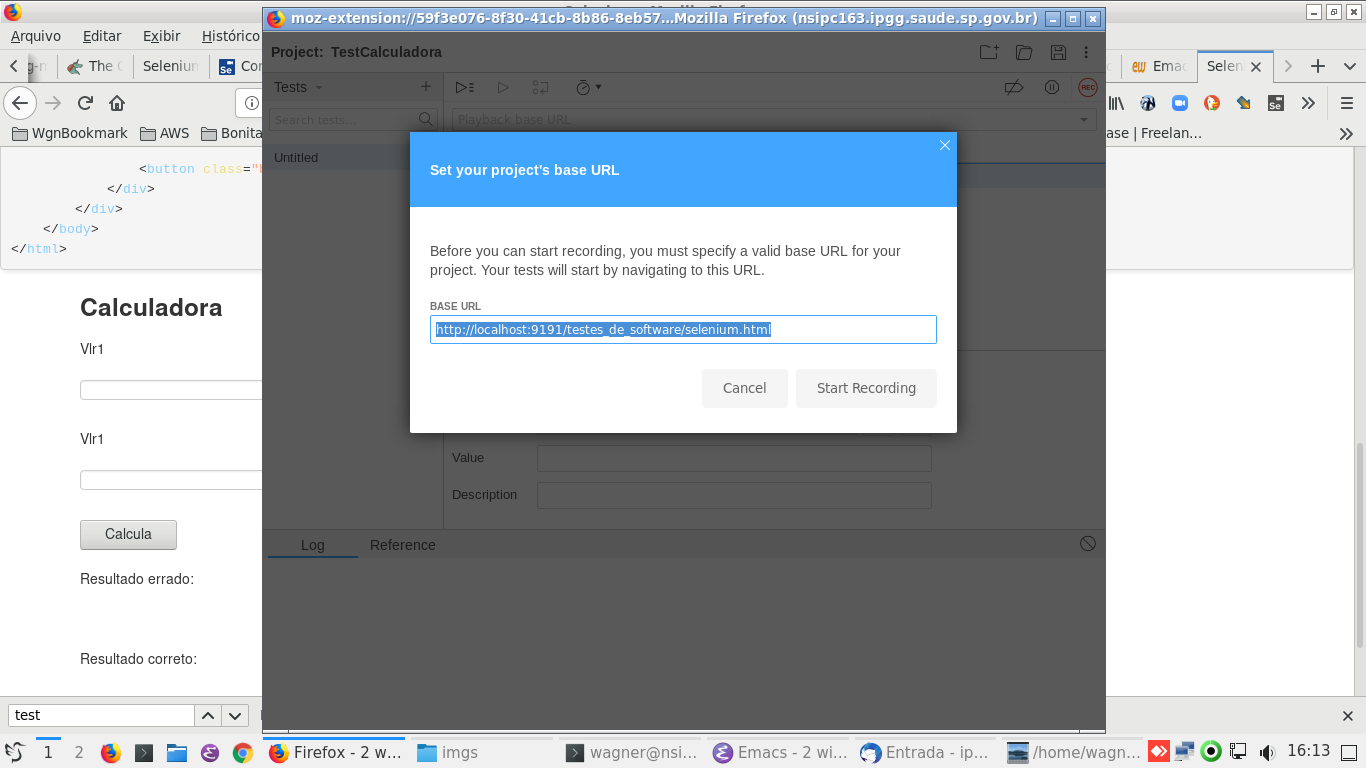 moz-extension://59f3e076-8f30-41cb-8b86-8eb57...Mozilla Firefox (nsipc163.ipgg.saude.sp.gov.br)
Arquivo Editar Exibir Histórico
Project: TestCalculadora
The
Selenium
Emac
Selen
Tests
REC
Search tests...
Playback base URL
WgnBookmark
AWS
Bonita
ase | Freelan...
Untitled
Set your project's base URL
Before you can start recording, you must specify a valid base URL for your
project. Your tests will start by navigating to this URL.
BASE URL
http://localhost:9191/testes_de_software/selenium.html
Cancel
Start Recording
<button class="b
</div>
</div>
</body>
</html>
Calculadora
Vlr1
Vlr1
Calcula
Resultado errado:
Resultado correto:
Value
Description
Log
Reference
test
1
2
Firefox - 2 w...
imgs
wagner@nsi...
Emacs - 2 wi...
Entrada - ip...
/home/wagn...
16:13